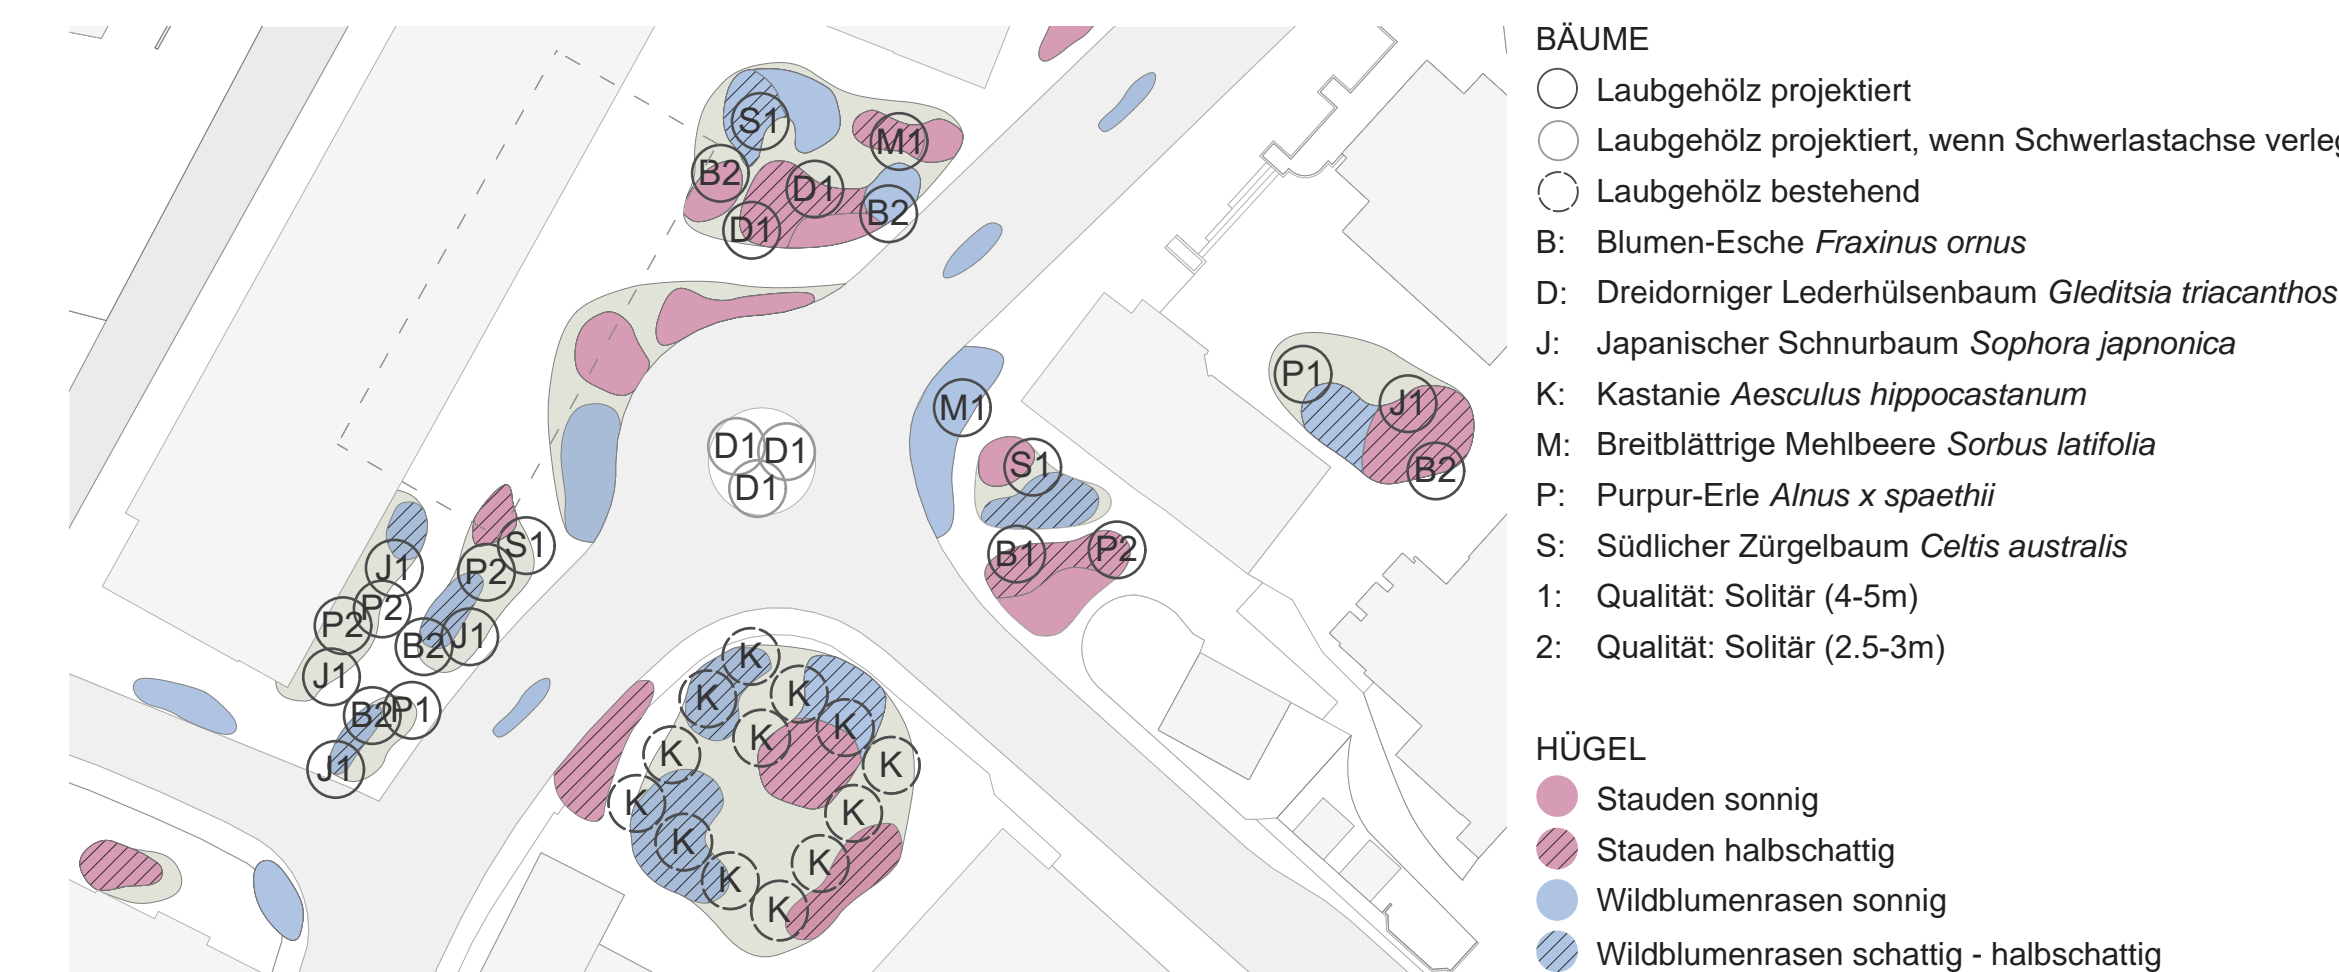 BÄUME
Laubgehölz projektiert
Laubgehölz projektiert, wenn Schwerlastachse
Laubgehölz bestehend
B: Blumen-Esche Fraxinus ornus
D: Dreidorniger Lederhülsenbaum Gleditsia triacanthos
J: Japanischer Schnurbaum Sophora japnonica
K: Kastanie Aesculus hippocastanum
M: Breitblättrige Mehlbeere Sorbus latifolia
P: Purpur-Erle Alnus x spaethii
S: Südlicher Zürgelbaum Celtis australis
1: Qualität: Solitär (4-5m)
2: Qualität: Solitär (2.5-3m)
HÜGEL
Stauden sonnig
Stauden halbschattig
Wildblumenrasen sonnig
Wildblumenrasen schattig - halbschattig
S1
M1
B2
D1
B2
D1
P1
J1
B2
M1
D1
D1
D1
S1
B1
P2
S1
J1
P2
P2
P2
B2
J1
J1
B2
P1
J1
K
K
K
K
K
K
K
K
K
K
K
K
K
K